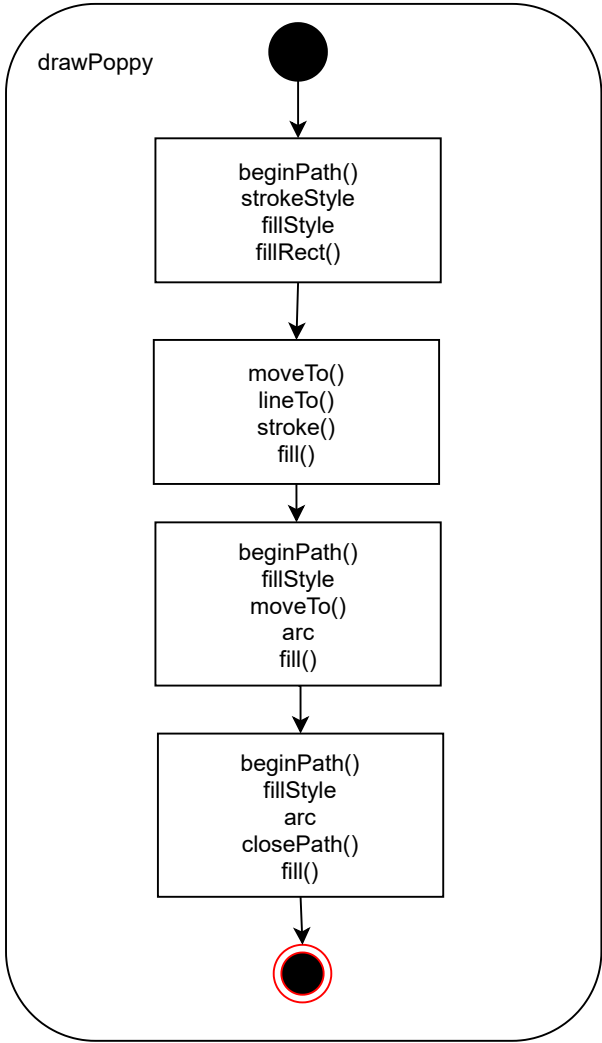 drawPoppy
beginPath()
strokeStyle
fillStyle
fillRect()
moveTo()
lineTo()
stroke()
fill()
beginPath()
fillStyle
moveTo()
arc
fill()
beginPath()
fillStyle
arc
closePath()
fill()